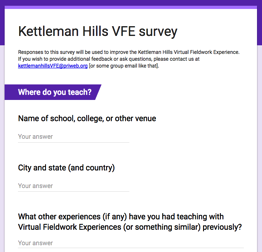 Kettleman Hills VFE survey
Responses to this survey will be used to improve the Kettleman Hills Virtual Fieldwork Experience.
If you wish to provide additional feedback or ask questions, please contact us at
kettlemanhillsVFE@priweb.org [or some group email like that].
Where do you teach?
Name of school, college, or other venue
Your answer
City and state (and country)
Your answer
What other experiences (if any) have you had teaching with
Virtual Fieldwork Experiences (or something similar) previously?
Your answer